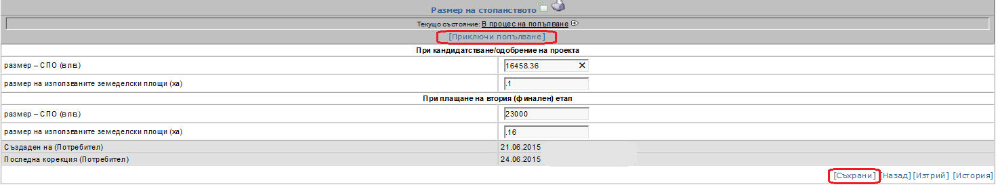 Размер на стопанството
Текущо състояние: В процес на попълване
[Приключи попълване]
При кандидатстване/одобрение на проекта
размер – СПО (в лв.) 16458.36
размер на използваните земеделски площи (ха) .1
При плащане на втория (финален) етап
размер – СПО (в лв.) 23000
размер на използваните земеделски площи (ха) .16
Създаден на (Потребител) 21.06.2015
Последна корекция (Потребител) 24.06.2015
[Съхрани] [Назад] [Изтрий] [История]